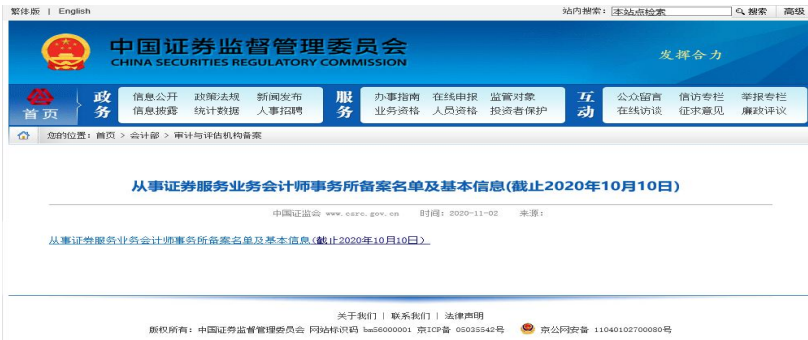 繁体版 | English 站内搜索: 本站点检索 搜索 高级
中国证券监督管理委员会
CHINA SECURITIES REGULATORY COMMISSION
发挥合力
首页 政务 信息公开 政策法规 新闻发布 服务 办事指南 在线申报 监管对象 互动 公众留言 信访专栏 举报专栏
信息披露 统计数据 人事招聘 业务资格 人员资格 投资者保护 在线访谈 征求意见 廉政评议
您的位置: 首页 > 会计部 > 审计与评估机构备案
从事证券服务业务会计师事务所备案名单及基本信息(截止2020年10月10日)
中国证监会 www.csrc.gov.cn 时间: 2020-11-02 来源:
从事证券服务业务会计师事务所备案名单及基本信息(截止2020年10月10日)
关于我们 | 联系我们 | 法律声明
版权所有: 中国证券监督管理委员会 网站标识码 bm56000001 京ICP备 05035542号 京公网安备 11040102700080号